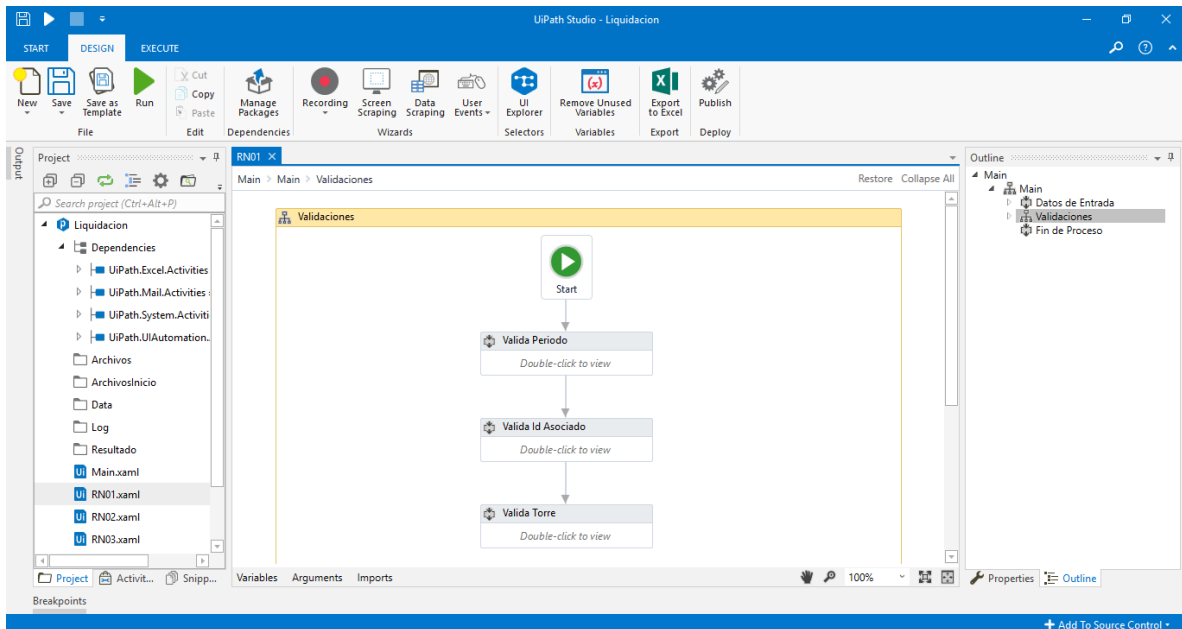 UiPath Studio - Liquidacion
START DESIGN EXECUTE
New Save Save as Template Run Cut Copy Paste
Manage Packages Recording Screen Scraping Data Scraping User Events UI Explorer Remove Unused Variables Export to Excel Publish
File Edit Dependencies Wizards Selectors Variables Export Deploy
Output
Project
Search project (Ctrl+Alt+P)
Liquidacion
Dependencies
UiPath.Excel.Activities
UiPath.Mail.Activities
UiPath.System.Activiti
UiPath.UIAutomation..
Archivos
ArchivosInicio
Data
Log
Resultado
Main.xaml
RN01.xaml
RN02.xaml
RN03.xaml
Project Activit... Snipp...
RN01
Main > Main > Validaciones Restore Collapse All
Validaciones
Start
Valida Periodo
Double-click to view
Valida Id Asociado
Double-click to view
Valida Torre
Double-click to view
Variables Arguments Imports 100%
Outline
Main
Main
Datos de Entrada
Validaciones
Fin de Proceso
Properties Outline
Breakpoints
Add To Source Control